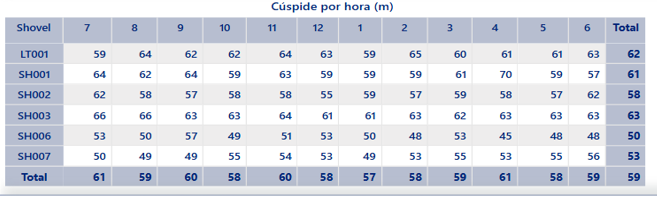 Cúspide por hora (m)
Shovel 7 8 9 10 11 12 1 2 3 4 5 6 Total
LT001 59 64 62 62 64 63 59 65 60 61 61 63 62
SH001 64 62 64 59 63 59 59 59 61 70 59 57 61
SH002 62 58 57 58 58 55 59 57 59 58 57 62 58
SH003 66 66 63 63 64 61 61 63 62 63 63 63 63
SH006 53 50 57 49 51 53 50 48 53 45 48 48 50
SH007 50 49 49 55 54 53 49 53 55 53 55 56 53
Total 61 59 60 58 60 58 57 58 59 61 58 59 59